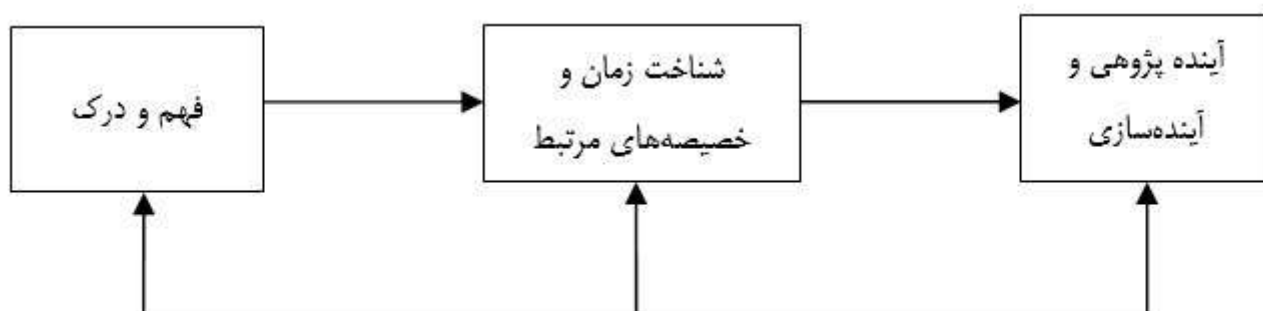 فهم و درک
شناخت زمان و
خصیصه‌های مرتبط
آینده پژوهی و
آینده‌سازی